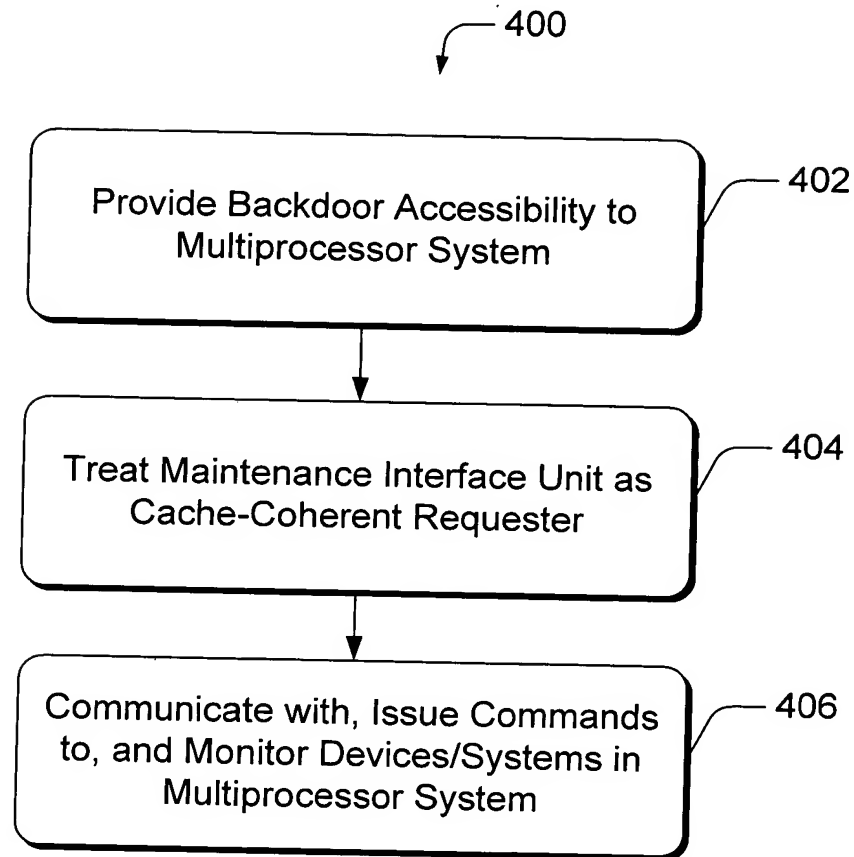 400
Provide Backdoor Accessibility to
Multiprocessor System
402
Treat Maintenance Interface Unit as
Cache-Coherent Requester
404
Communicate with, Issue Commands
to, and Monitor Devices/Systems in
Multiprocessor System
406